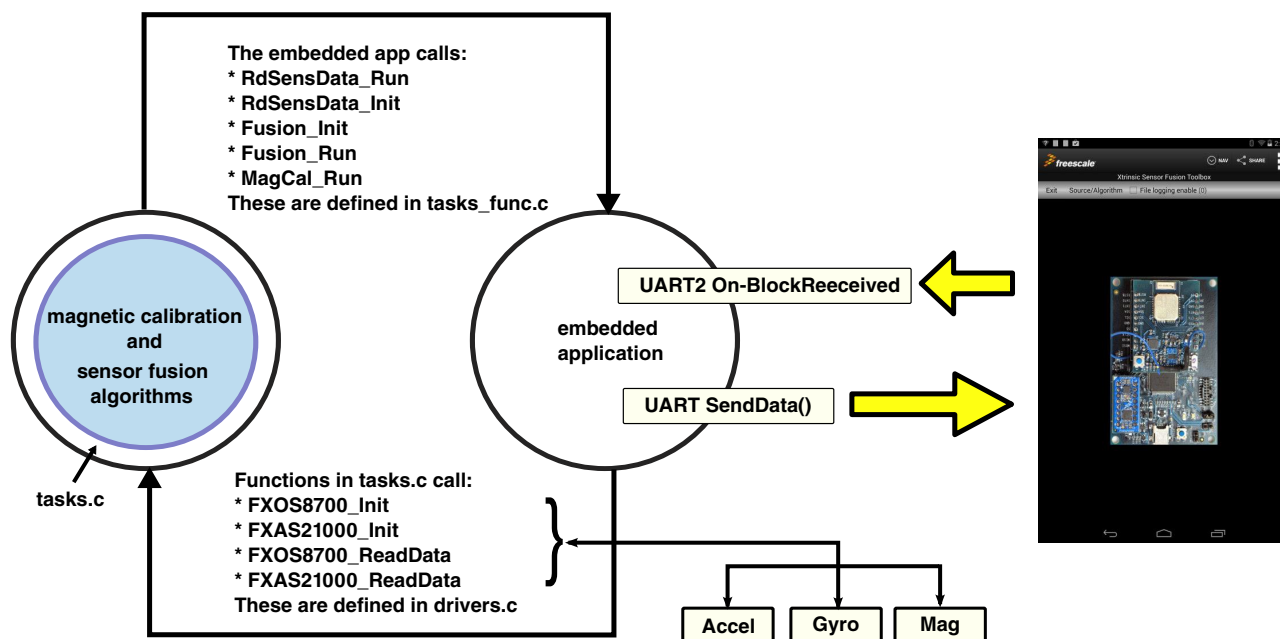 The embedded app calls:
* RdSensData_Run
* RdSensData_Init
* Fusion_Init
* Fusion_Run
* MagCal_Run
These are defined in tasks_func.c
magnetic calibration
and
sensor fusion
algorithms
tasks.c
embedded
application
UART2 On-BlockReeceived
UART SendData()
Functions in tasks.c call:
* FXOS8700_Init
* FXAS21000_Init
* FXOS8700_ReadData
* FXAS21000_ReadData
These are defined in drivers.c
Accel
Gyro
Mag
freescale
NAV
SHARE
Xtrinsic Sensor Fusion Toolbox
Exit Source/Algorithm File logging enable (0)